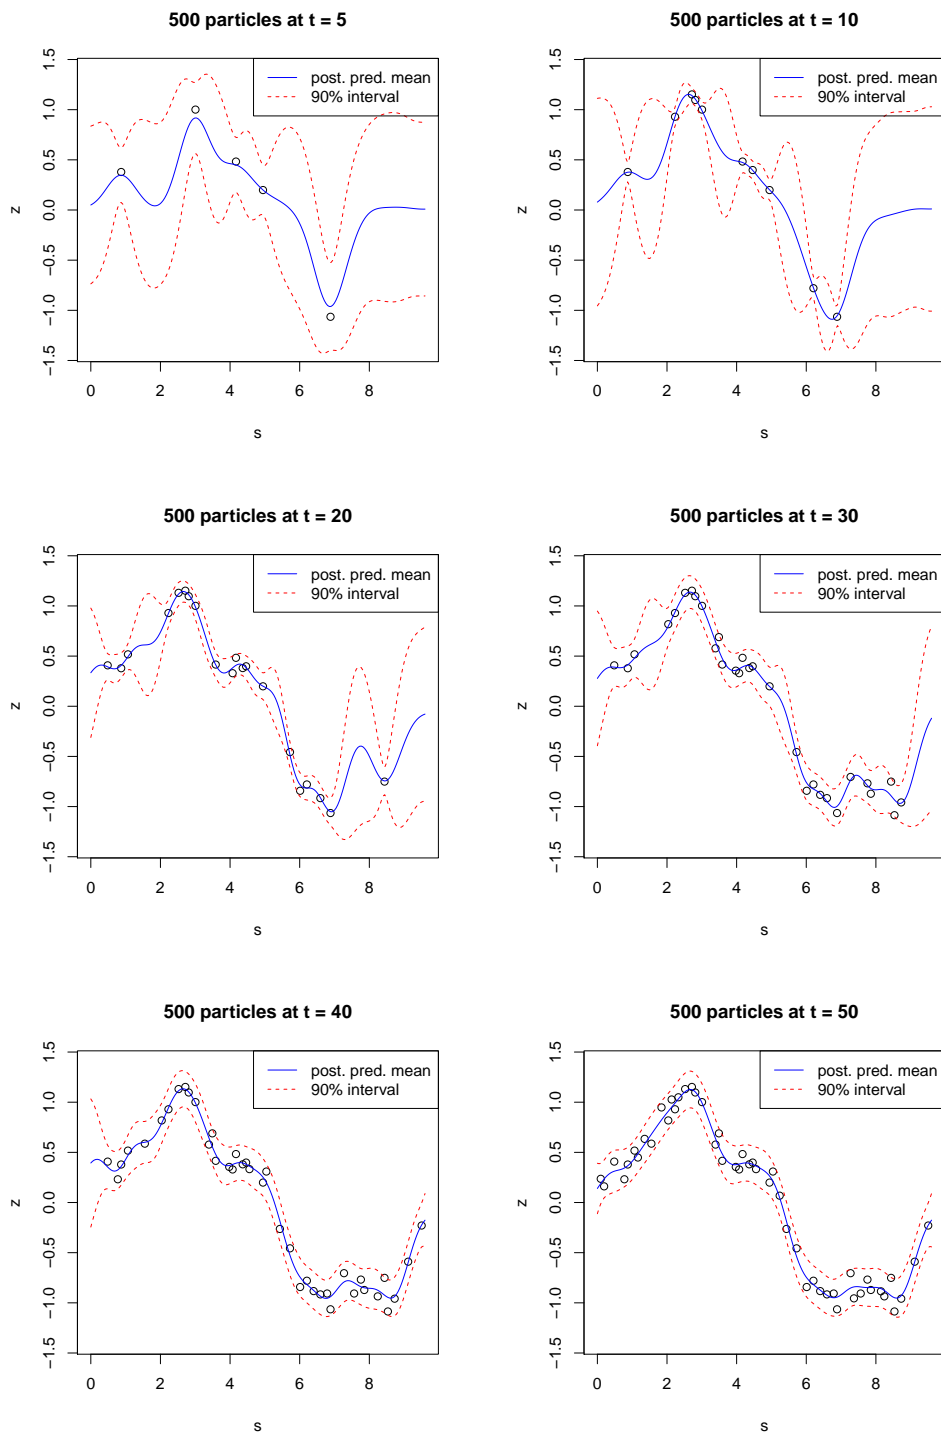 500 particles at t = 5
z
1.5
1.0
0.5
0.0
−0.5
−1.0
−1.5
post. pred. mean
90% interval
0 2 4 6 8
s
500 particles at t = 10
z
1.5
1.0
0.5
0.0
−0.5
−1.0
−1.5
post. pred. mean
90% interval
0 2 4 6 8
s
500 particles at t = 20
z
1.5
1.0
0.5
0.0
−0.5
−1.0
−1.5
post. pred. mean
90% interval
0 2 4 6 8
s
500 particles at t = 30
z
1.5
1.0
0.5
0.0
−0.5
−1.0
−1.5
post. pred. mean
90% interval
0 2 4 6 8
s
500 particles at t = 40
z
1.5
1.0
0.5
0.0
−0.5
−1.0
−1.5
post. pred. mean
90% interval
0 2 4 6 8
s
500 particles at t = 50
z
1.5
1.0
0.5
0.0
−0.5
−1.0
−1.5
post. pred. mean
90% interval
0 2 4 6 8
s